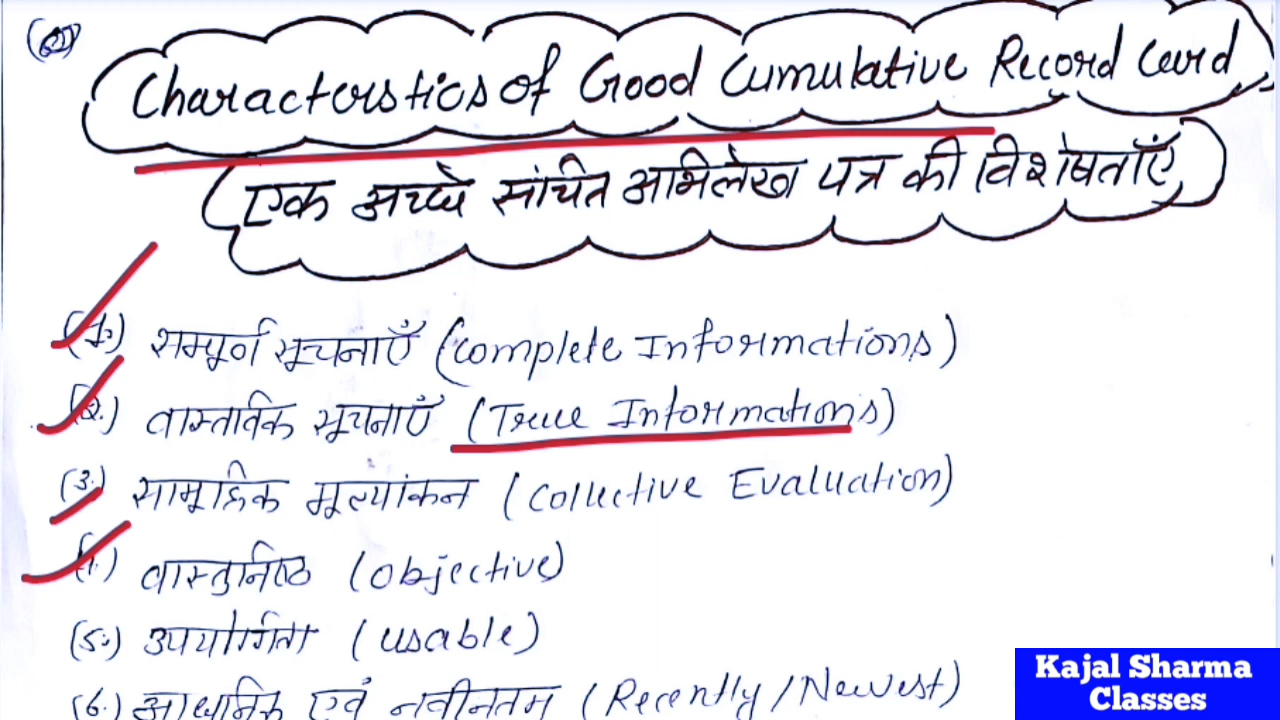 Characterstics of Good Cumulative Record Card
एक अच्छे संचित अभिलेख पत्र की विशेषताएँ
(1.) सम्पूर्ण सूचनाएँ (Complete Informations)
(2.) वास्तविक सूचनाएँ (True Informations)
(3.) सामूहिक मूल्यांकन (Collective Evaluation)
(4.) वास्तुनिष्ठ (Objective)
(5.) उपयोगिता (usable)
(6.) आधुनिक एवं नवीनतम (Recently/Newest)
Kajal Sharma
Classes